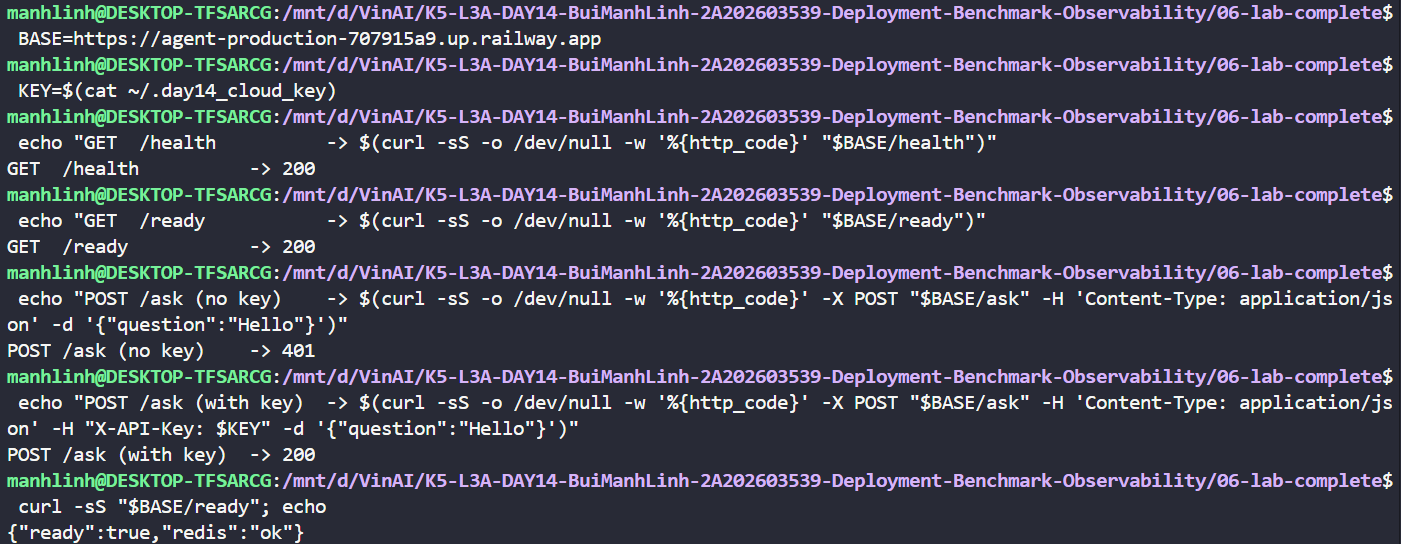 manhlinh@DESKTOP-TFSARCG:/mnt/d/VinAI/K5-L3A-DAY14-BuiManhLinh-2A202603539-Deployment-Benchmark-Observability/06-lab-complete$
 BASE=https://agent-production-707915a9.up.railway.app
manhlinh@DESKTOP-TFSARCG:/mnt/d/VinAI/K5-L3A-DAY14-BuiManhLinh-2A202603539-Deployment-Benchmark-Observability/06-lab-complete$
 KEY=$(cat ~/.day14_cloud_key)
manhlinh@DESKTOP-TFSARCG:/mnt/d/VinAI/K5-L3A-DAY14-BuiManhLinh-2A202603539-Deployment-Benchmark-Observability/06-lab-complete$
 echo "GET  /health          -> $(curl -sS -o /dev/null -w '%{http_code}' "$BASE/health")"
GET  /health          -> 200
manhlinh@DESKTOP-TFSARCG:/mnt/d/VinAI/K5-L3A-DAY14-BuiManhLinh-2A202603539-Deployment-Benchmark-Observability/06-lab-complete$
 echo "GET  /ready           -> $(curl -sS -o /dev/null -w '%{http_code}' "$BASE/ready")"
GET  /ready           -> 200
manhlinh@DESKTOP-TFSARCG:/mnt/d/VinAI/K5-L3A-DAY14-BuiManhLinh-2A202603539-Deployment-Benchmark-Observability/06-lab-complete$
 echo "POST /ask (no key)    -> $(curl -sS -o /dev/null -w '%{http_code}' -X POST "$BASE/ask" -H 'Content-Type: application/js
on' -d '{"question":"Hello"}')"
POST /ask (no key)    -> 401
manhlinh@DESKTOP-TFSARCG:/mnt/d/VinAI/K5-L3A-DAY14-BuiManhLinh-2A202603539-Deployment-Benchmark-Observability/06-lab-complete$
 echo "POST /ask (with key)  -> $(curl -sS -o /dev/null -w '%{http_code}' -X POST "$BASE/ask" -H 'Content-Type: application/js
on' -H "X-API-Key: $KEY" -d '{"question":"Hello"}')"
POST /ask (with key)  -> 200
manhlinh@DESKTOP-TFSARCG:/mnt/d/VinAI/K5-L3A-DAY14-BuiManhLinh-2A202603539-Deployment-Benchmark-Observability/06-lab-complete$
 curl -sS "$BASE/ready"; echo
{"ready":true,"redis":"ok"}